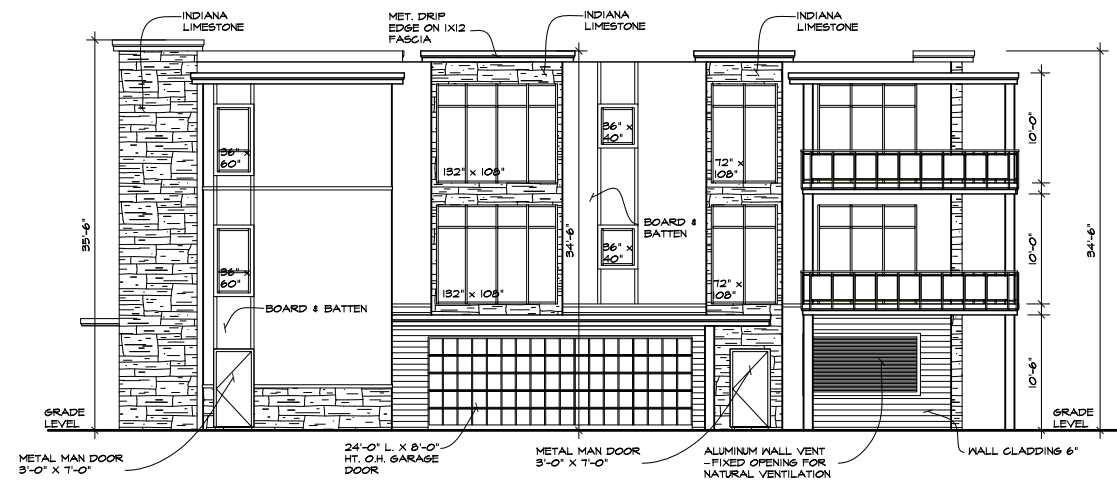 INDIANA
LIMESTONE
MET. DRIP
EDGE ON 1X12
FASCIA
INDIANA
LIMESTONE
INDIANA
LIMESTONE
35'-6"
36" x
60"
36" x
60"
BOARD & BATTEN
132" x 108"
132" x 108"
34'-6"
36" x
40"
36" x
40"
BOARD &
BATTEN
72" x
108"
72" x
108"
10'-0"
10'-0"
10'-6"
34'-6"
GRADE
LEVEL
GRADE
LEVEL
METAL MAN DOOR
3'-0" X 7'-0"
24'-0" L. X 8'-0"
HT. O.H. GARAGE
DOOR
METAL MAN DOOR
3'-0" X 7'-0"
ALUMINUM WALL VENT
-FIXED OPENING FOR
NATURAL VENTILATION
WALL CLADDING 6"